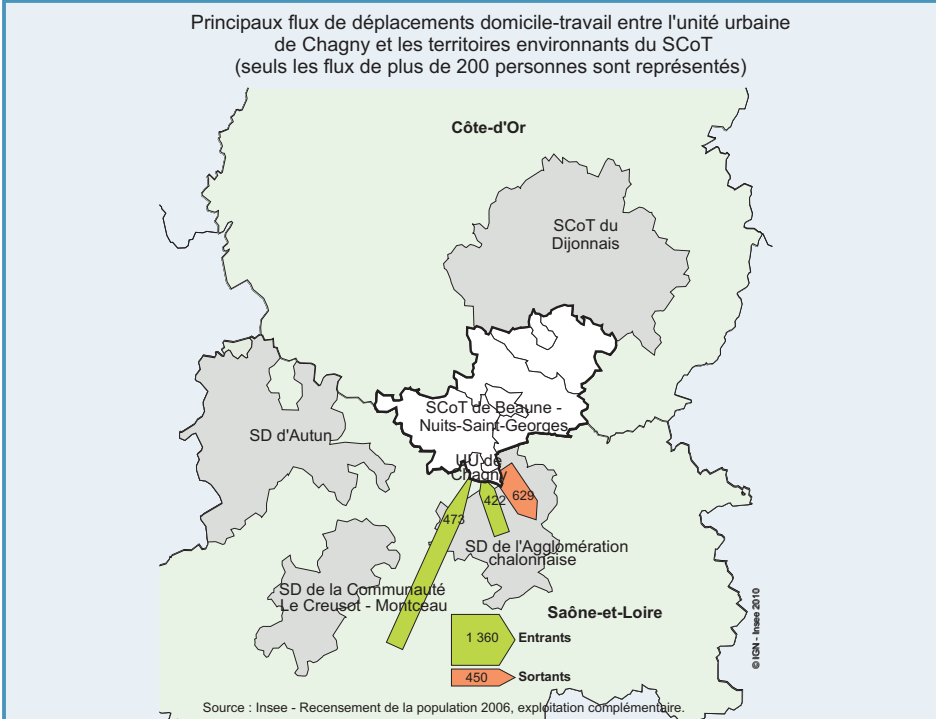 Principaux flux de déplacements domicile-travail entre l'unité urbaine
de Chagny et les territoires environnants du SCoT
(seuls les flux de plus de 200 personnes sont représentés)
Côte-d'Or
SCoT du
Dijonnais
SCoT de Beaune -
Nuits-Saint-Georges
SD d'Autun
UU de
Chagny
629
422
473
SD de l'Agglomération
chalonnaise
SD de la Communauté
Le Creusot - Montceau
Saône-et-Loire
1 360 Entrants
450 Sortants
© IGN - Insee 2010
Source : Insee - Recensement de la population 2006, exploitation complémentaire.